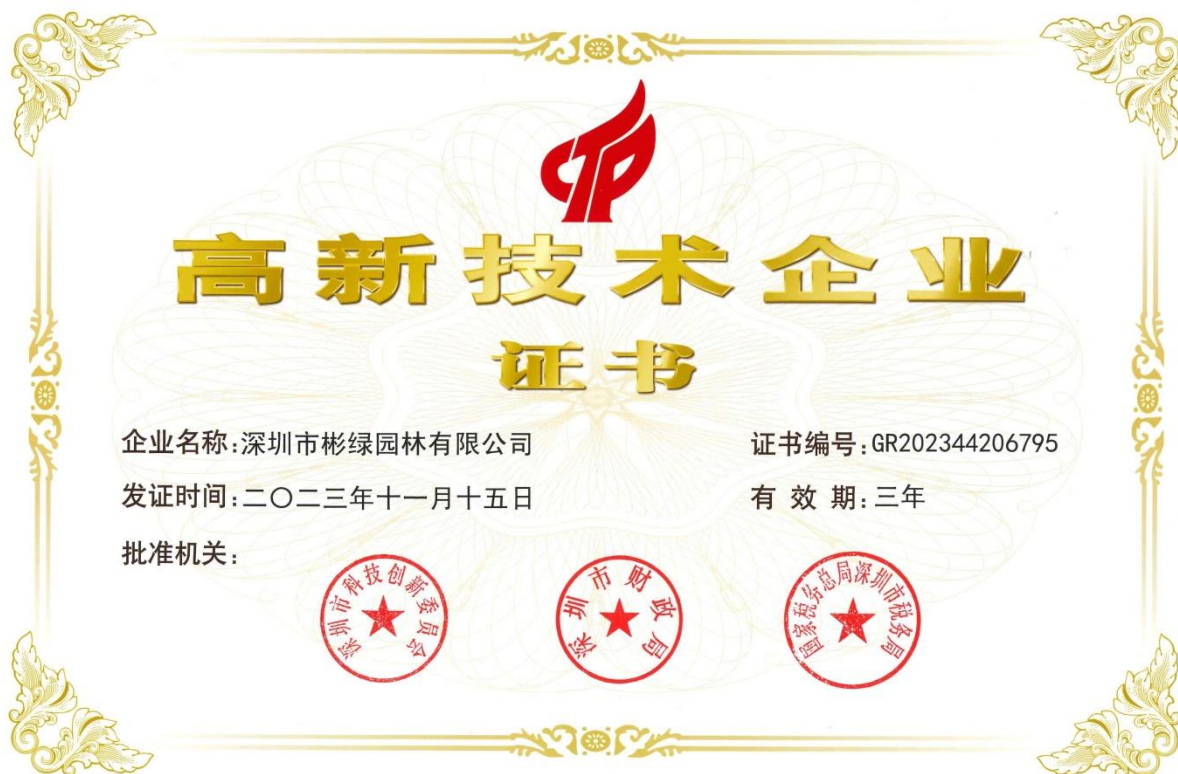 高新技术企业
证书
企业名称:深圳市彬绿园林有限公司
证书编号:GR202344206795
发证时间:二〇二三年十一月十五日
有 效 期:三年
批准机关:
深圳市科技创新委员会
深圳市财政局
国家税务总局深圳市税务局